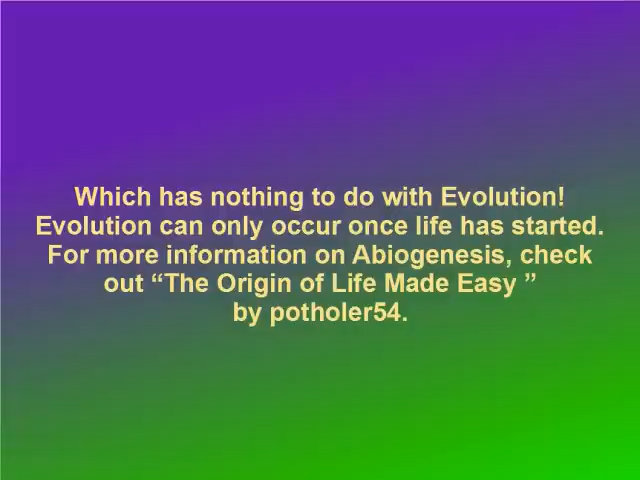 Which has nothing to do with Evolution!
Evolution can only occur once life has started.
For more information on Abiogenesis, check
out “The Origin of Life Made Easy ”
by potholer54.